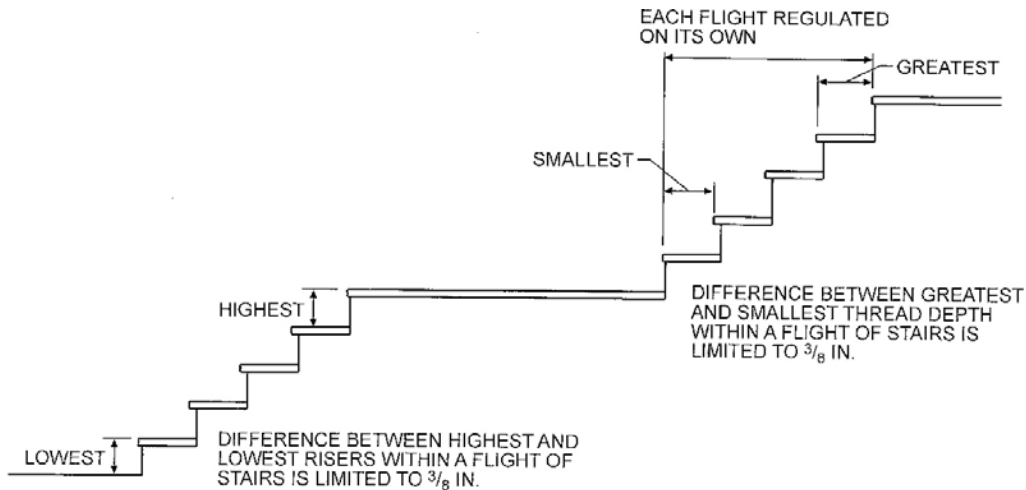 EACH FLIGHT REGULATED
ON ITS OWN
GREATEST
SMALLEST
HIGHEST
DIFFERENCE BETWEEN GREATEST
AND SMALLEST THREAD DEPTH
WITHIN A FLIGHT OF STAIRS IS
LIMITED TO 3/8 IN.
LOWEST
DIFFERENCE BETWEEN HIGHEST AND
LOWEST RISERS WITHIN A FLIGHT OF
STAIRS IS LIMITED TO 3/8 IN.